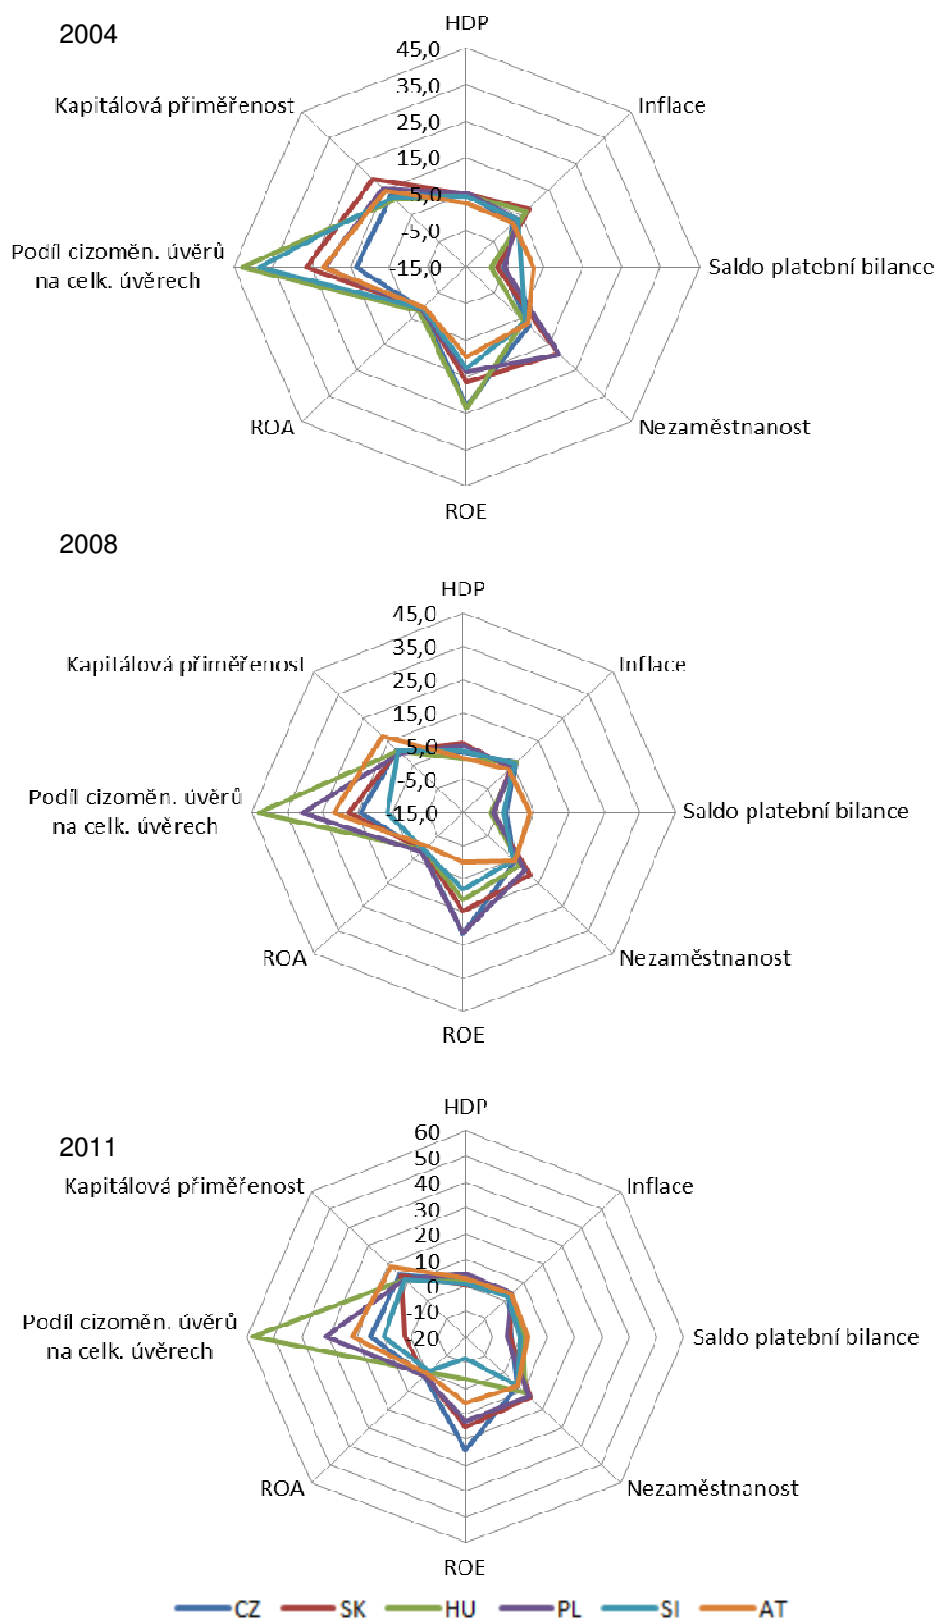 2004
HDP
45,0
35,0
25,0
15,0
5,0
-5,0
-15,0
Kapitálová přiměřenost
Inflace
Podíl cizoměn. úvěrů
na celk. úvěrech
Saldo platební bilance
ROA
Nezaměstnanost
ROE
2008
HDP
45,0
35,0
25,0
15,0
5,0
-5,0
-15,0
Kapitálová přiměřenost
Inflace
Podíl cizoměn. úvěrů
na celk. úvěrech
Saldo platební bilance
ROA
Nezaměstnanost
ROE
2011
HDP
60
50
40
30
20
10
0
-10
-20
Kapitálová přiměřenost
Inflace
Podíl cizoměn. úvěrů
na celk. úvěrech
Saldo platební bilance
ROA
Nezaměstnanost
ROE
CZ SK HU PL SI AT